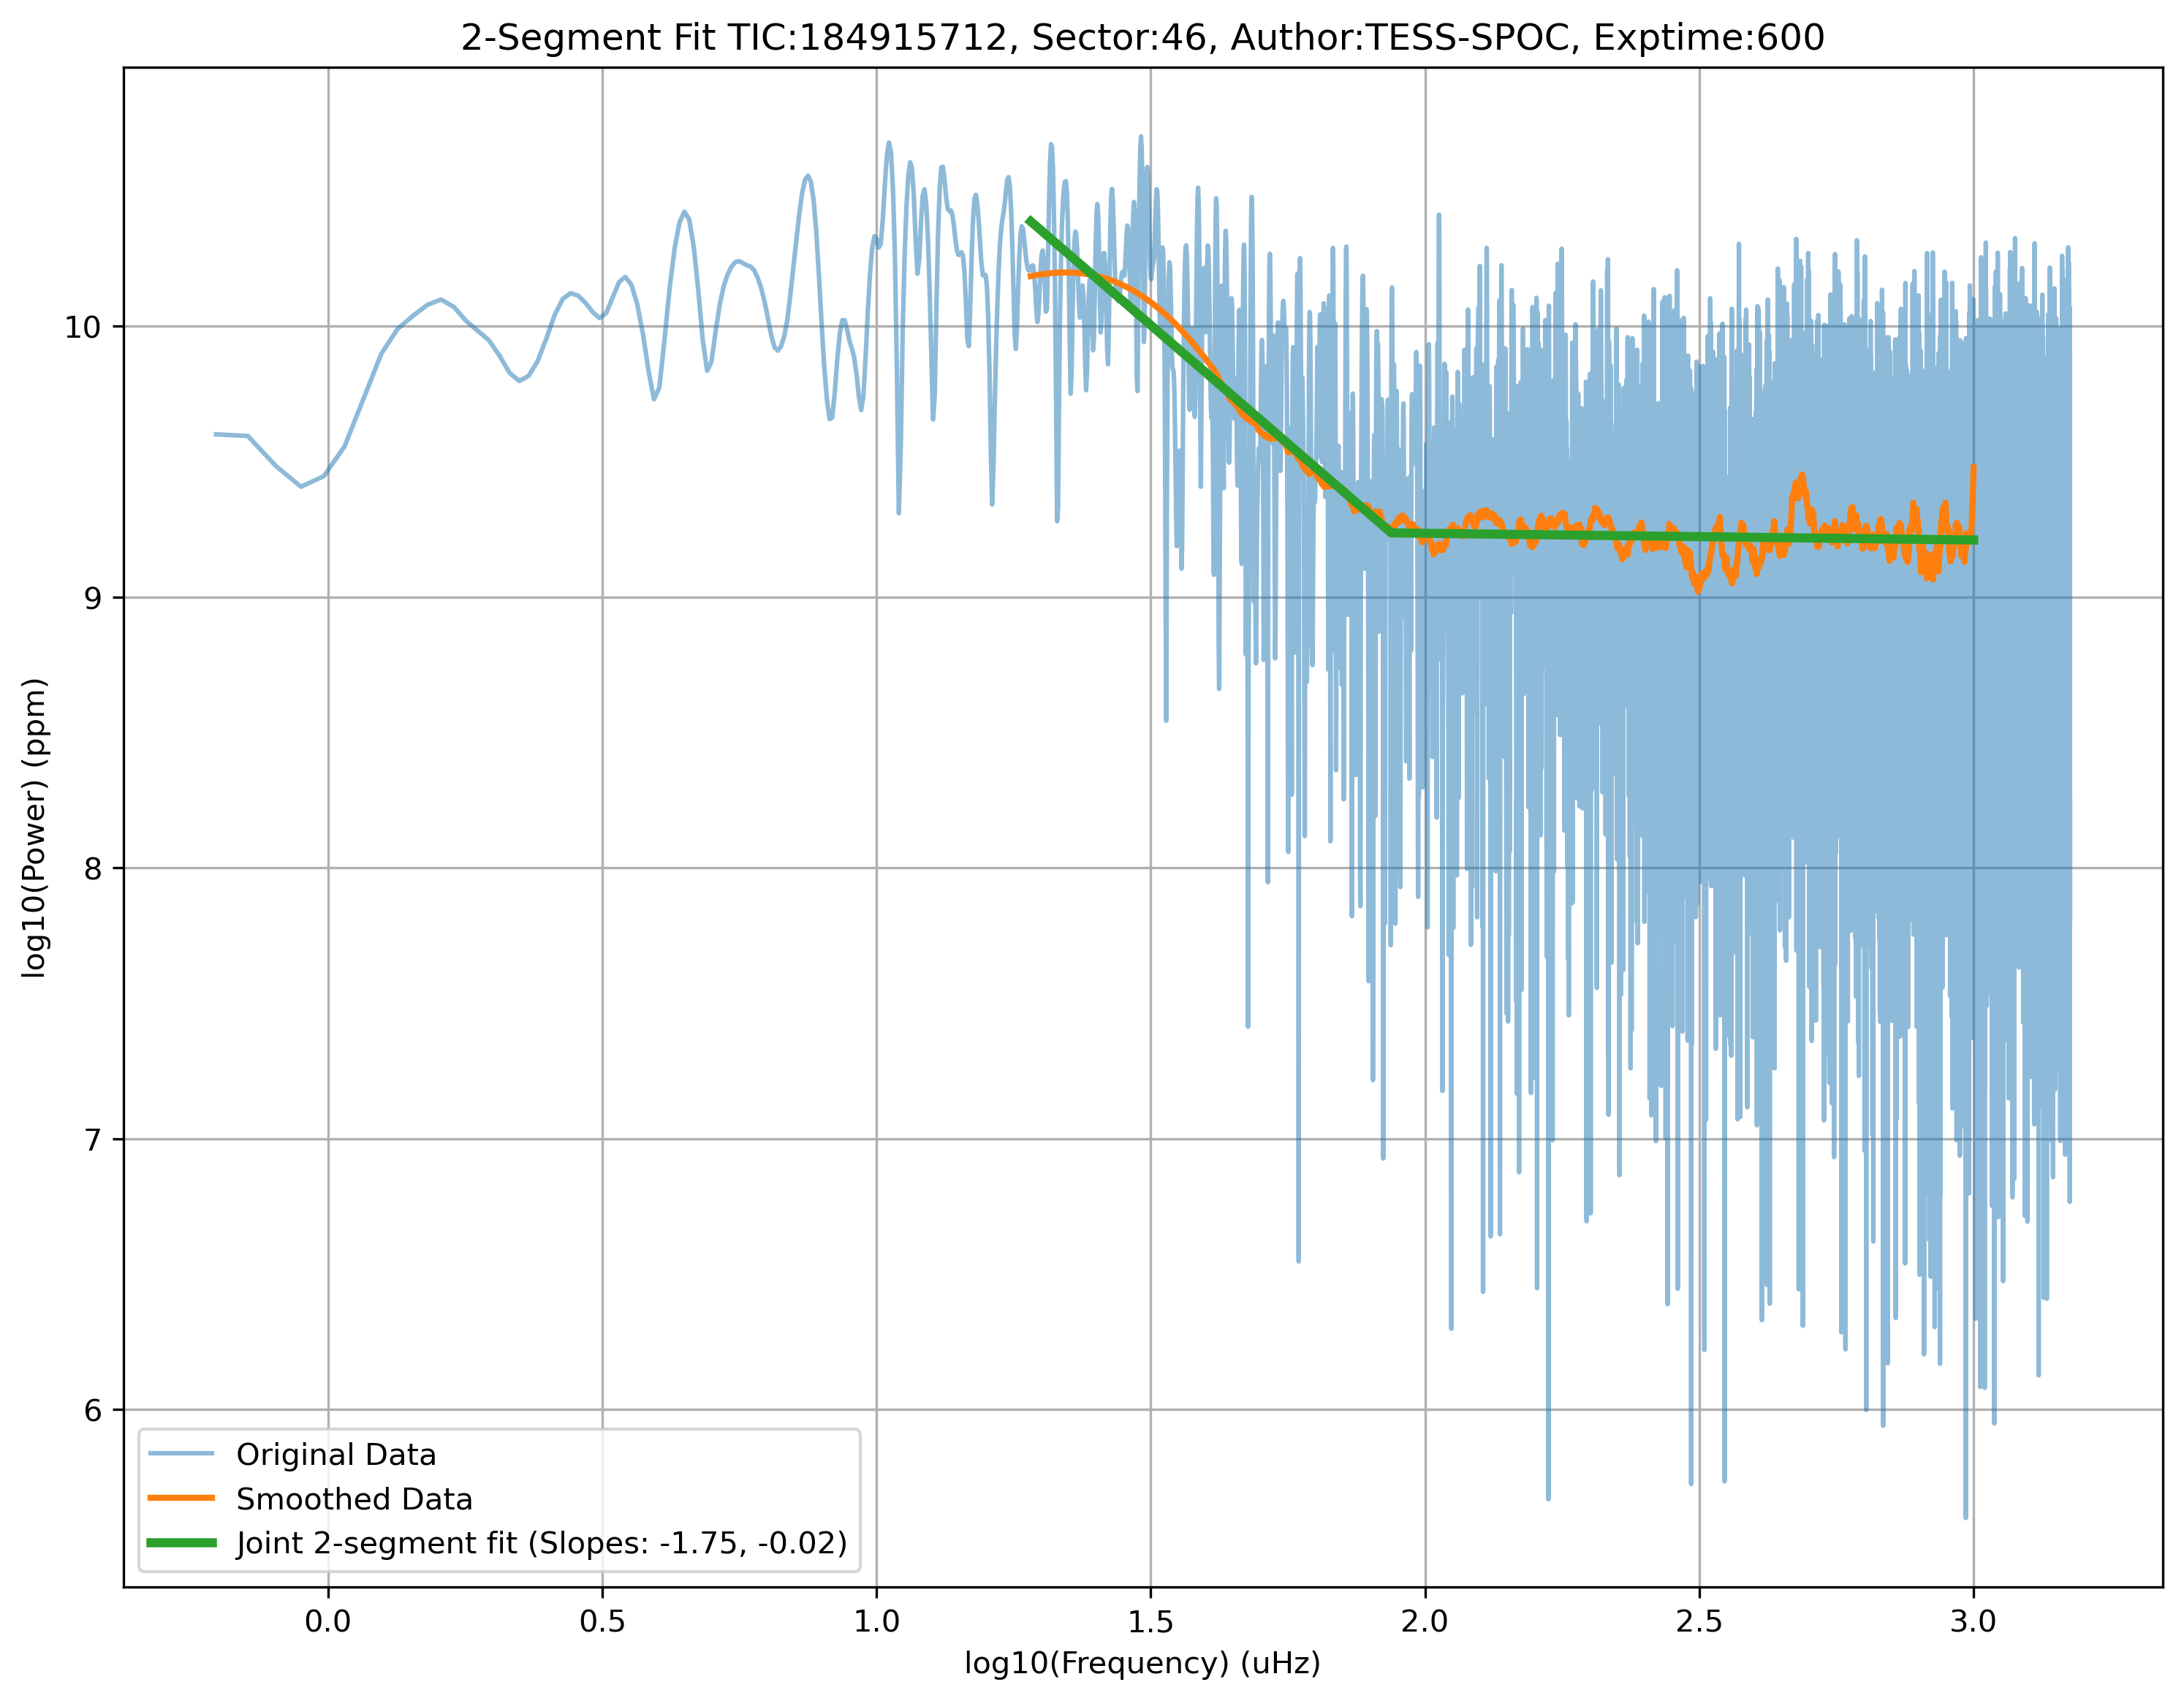 2-Segment Fit TIC:184915712, Sector:46, Author:TESS-SPOC, Exptime:600
log10(Power) (ppm)
10
9
8
7
6
Original Data
Smoothed Data
Joint 2-segment fit (Slopes: -1.75, -0.02)
0.0 0.5 1.0 1.5 2.0 2.5 3.0
log10(Frequency) (uHz)